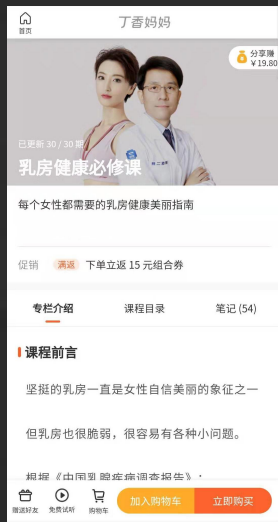 首页
丁香妈妈
分享赚
¥19.80
已更新 30 / 30 期
乳房健康必修课
每个女性都需要的乳房健康美丽指南
促销 满返 下单立返 15 元组合券
专栏介绍 课程目录 笔记 (54)
课程前言
坚挺的乳房一直是女性自信美丽的象征之一
但乳房也很脆弱，很容易有各种小问题。
根据《中国乳腺疾病调查报告》：
赠送好友 免费试听 购物车 加入购物车 立即购买